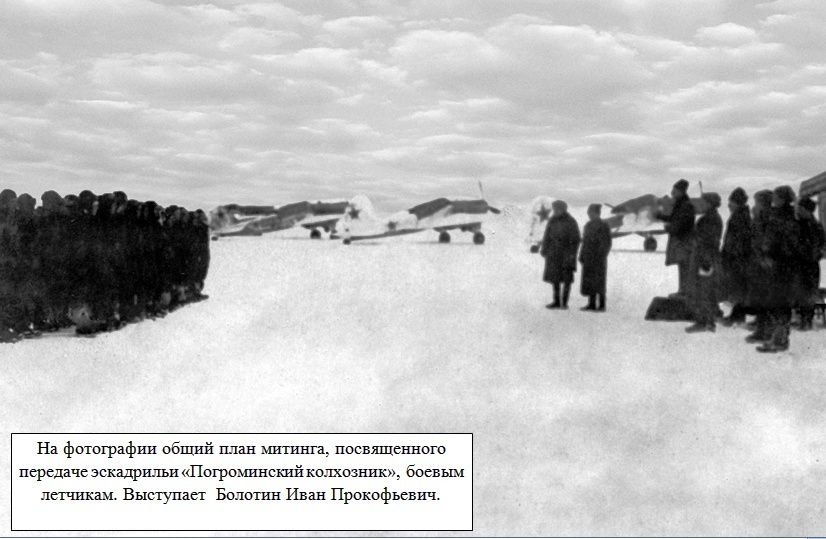 На фотографии общий план митинга, посвященного
передаче эскадрильи «Погроминский колхозник», боевым
летчикам. Выступает Болотин Иван Прокофьевич.